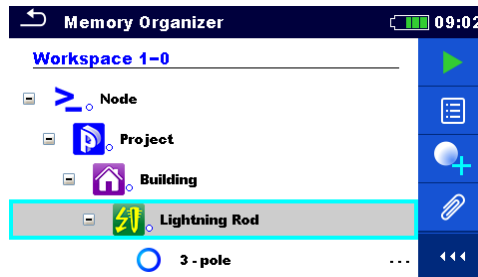 Memory Organizer 09:02
Workspace 1-0
Node
Project
Building
Lightning Rod
3 - pole ...